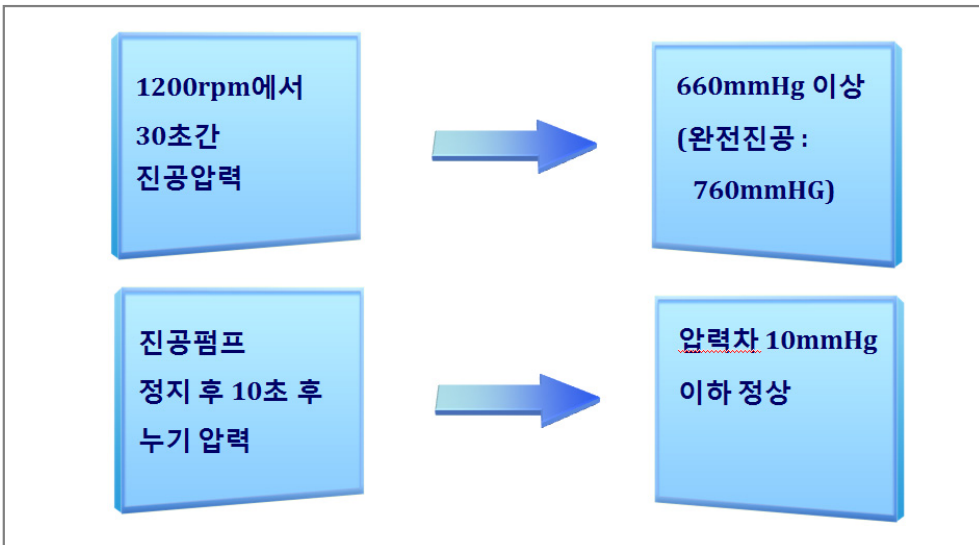 1200rpm에서
30초간
진공압력
660mmHg 이상
(완전진공 :
760mmHG)
진공펌프
정지 후 10초 후
누기 압력
압력차 10mmHg
이하 정상